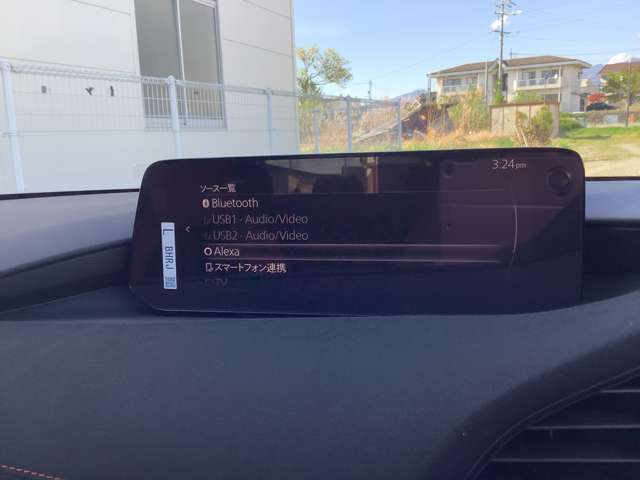 3:24 pm
ソース一覧
Bluetooth
USB1 - Audio/Video
USB2 - Audio/Video
Alexa
スマートフォン連携
TV
L BHRJ